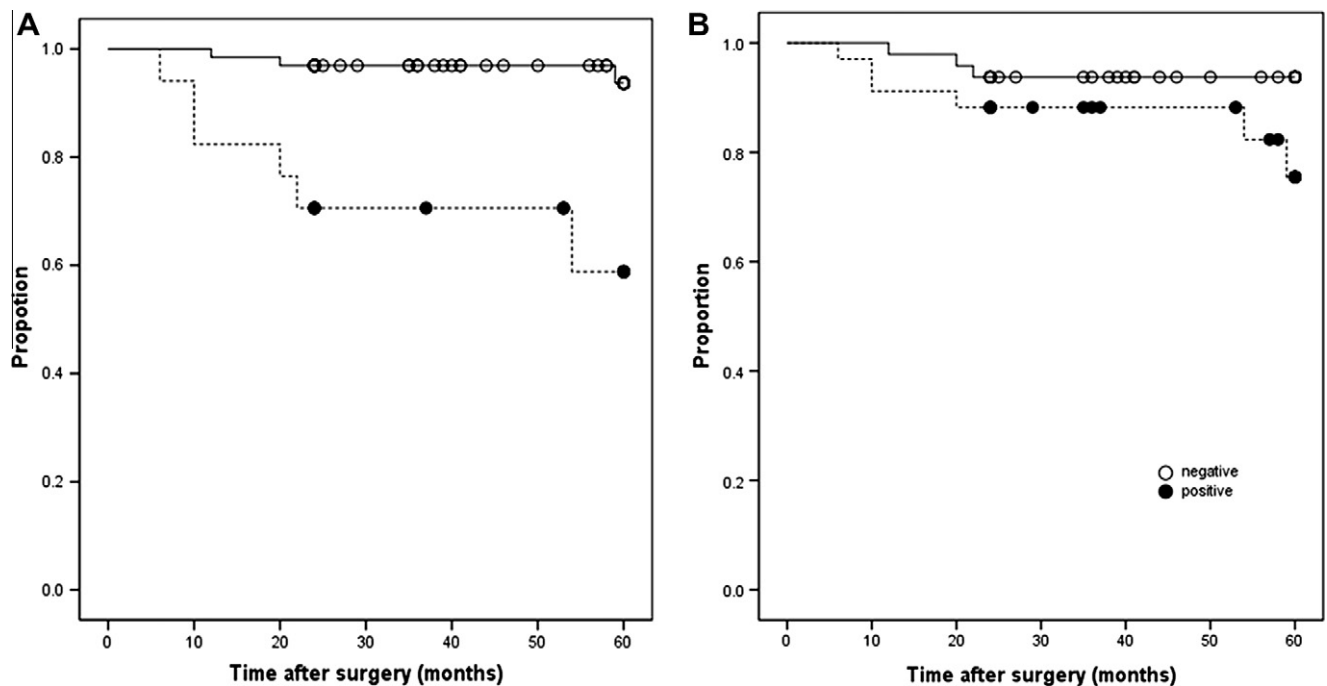 A
1.0
0.8
0.6
0.4
0.2
0.0
Propotion
0 10 20 30 40 50 60
Time after surgery (months)
B
1.0
0.8
0.6
0.4
0.2
0.0
Proportion
negative
positive
0 10 20 30 40 50 60
Time after surgery (months)